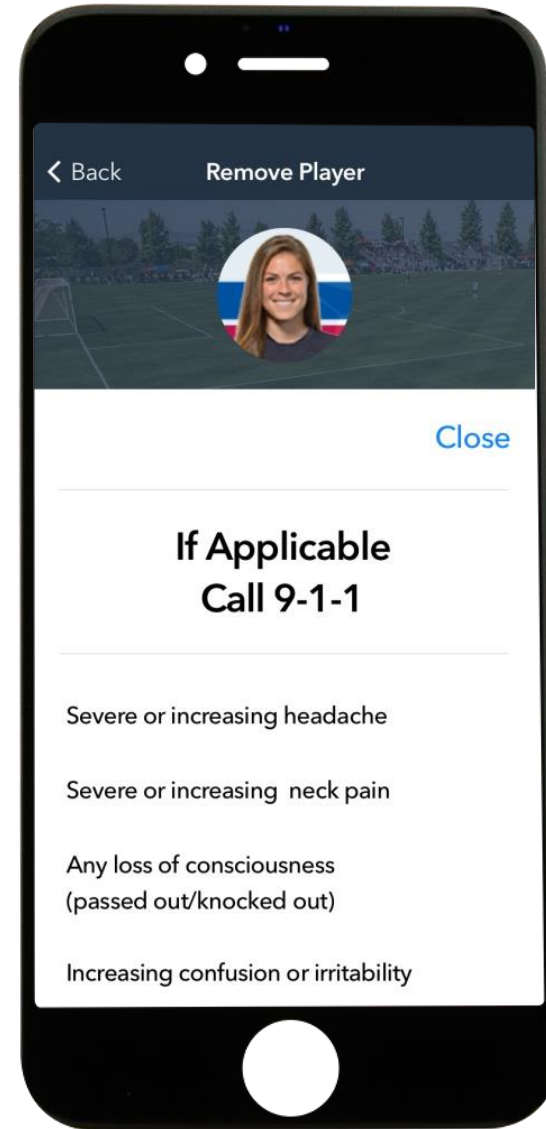 Back
Remove Player
Close
If Applicable
Call 9-1-1
Severe or increasing headache
Severe or increasing  neck pain
Any loss of consciousness
(passed out/knocked out)
Increasing confusion or irritability